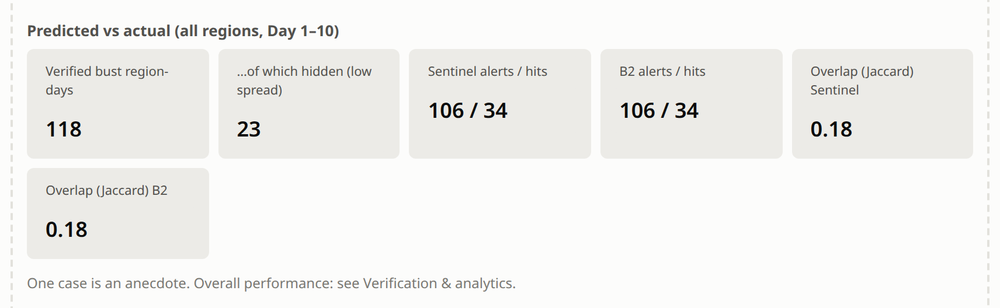 Predicted vs actual (all regions, Day 1–10)
Verified bust region-
days
118
...of which hidden (low
spread)
23
Sentinel alerts / hits
106 / 34
B2 alerts / hits
106 / 34
Overlap (Jaccard)
Sentinel
0.18
Overlap (Jaccard) B2
0.18
One case is an anecdote. Overall performance: see Verification & analytics.